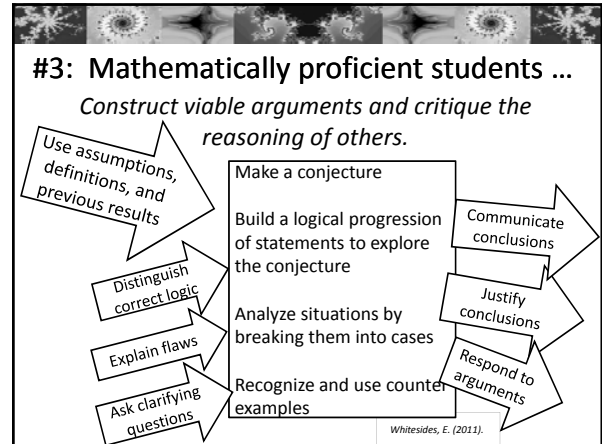 #3: Mathematically proficient students ...
Construct viable arguments and critique the
reasoning of others.
Use assumptions,
definitions, and
previous results
Distinguish
correct logic
Explain flaws
Ask clarifying
questions
Make a conjecture
Build a logical progression
of statements to explore
the conjecture
Analyze situations by
breaking them into cases
Recognize and use counter
examples
Communicate
conclusions
Justify
conclusions
Respond to
arguments
Whitesides, E. (2011).